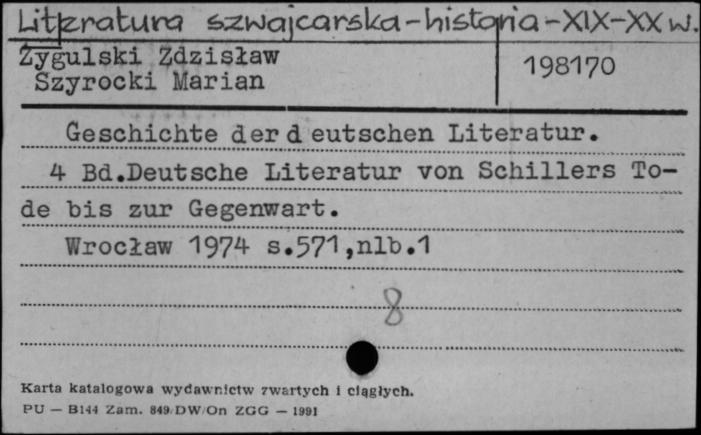 Literatura szwajcarska-historia-XIX-XX w.
Żygulski Zdzisław
198170
Szyrocki Marian
Geschichte der d eutschen Literatur.
4 Bd.Deutsche Literatur von Schillers To-
de bis zur Gegenwart.
Wrocław 1974 s.571,nlb.1
8
Karta katalogowa wydawnictw zwartych i ciągłych.
PU — B144 Zam. 849/DW/On ZGG — 1991